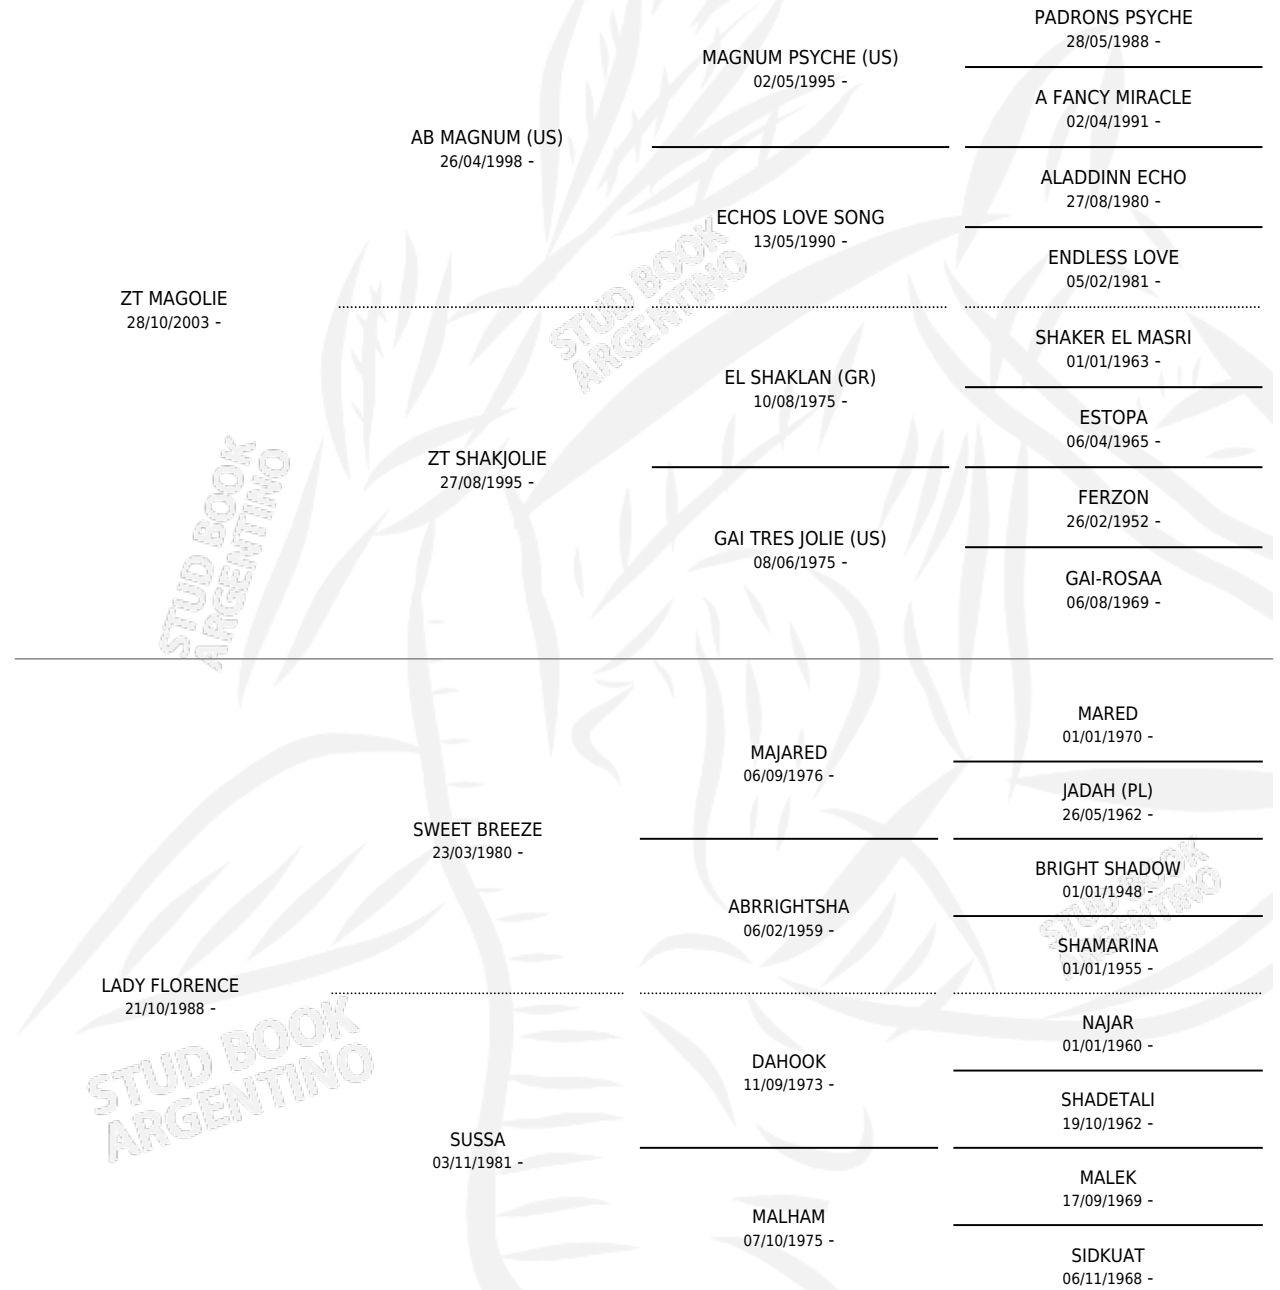 PADRONS PSYCHE
28/05/1988 -
MAGNUM PSYCHE (US)
02/05/1995 -
A FANCY MIRACLE
02/04/1991 -
AB MAGNUM (US)
26/04/1998 -
ALADDINN ECHO
27/08/1980 -
ECHOS LOVE SONG
13/05/1990 -
ENDLESS LOVE
05/02/1981 -
ZT MAGOLIE
28/10/2003 -
STUD BOOK
ARGENTINO
SHAKER EL MASRI
01/01/1963 -
EL SHAKLAN (GR)
10/08/1975 -
ESTOPA
06/04/1965 -
ZT SHAKJOLIE
27/08/1995 -
FERZON
26/02/1952 -
GAI TRES JOLIE (US)
08/06/1975 -
GAI-ROSAA
06/08/1969 -
STUD BOOK
ARGENTINO
MARED
01/01/1970 -
MAJARED
06/09/1976 -
JADAH (PL)
26/05/1962 -
SWEET BREEZE
23/03/1980 -
BRIGHT SHADOW
01/01/1948 -
ABRRIGHTSHA
06/02/1959 -
SHAMARINA
01/01/1955 -
STUD BOOK
ARGENTINO
LADY FLORENCE
21/10/1988 -
NAJAR
01/01/1960 -
DAHOOK
11/09/1973 -
SHADETALI
19/10/1962 -
STUD BOOK
ARGENTINO
SUSSA
03/11/1981 -
MALEK
17/09/1969 -
MALHAM
07/10/1975 -
SIDKUAT
06/11/1968 -